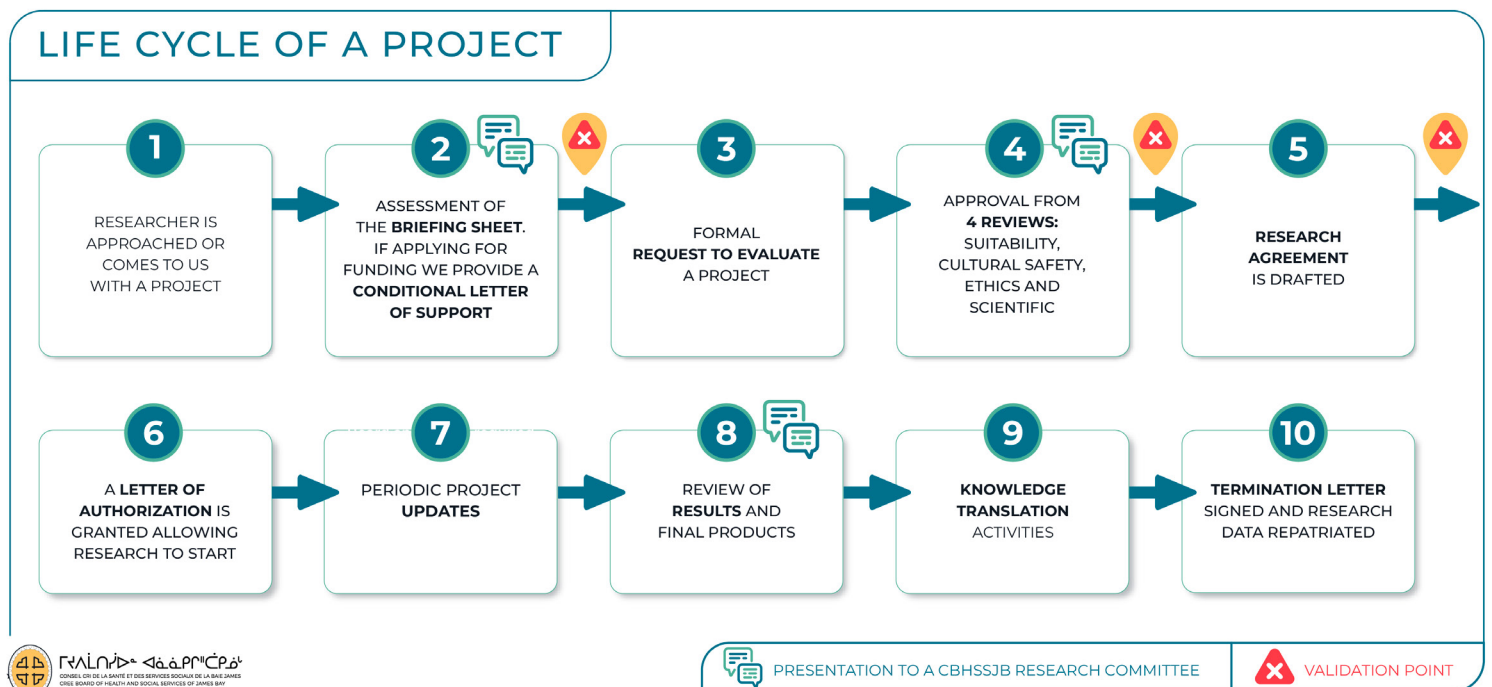 LIFE CYCLE OF A PROJECT
1
RESEARCHER IS
APPROACHED OR
COMES TO US
WITH A PROJECT
2
ASSESSMENT OF
THE BRIEFING SHEET.
IF APPLYING FOR
FUNDING WE PROVIDE A
CONDITIONAL LETTER
OF SUPPORT
3
FORMAL
REQUEST TO EVALUATE
A PROJECT
4
APPROVAL FROM
4 REVIEWS:
SUITABILITY,
CULTURAL SAFETY,
ETHICS AND
SCIENTIFIC
5
RESEARCH
AGREEMENT
IS DRAFTED
6
A LETTER OF
AUTHORIZATION IS
GRANTED ALLOWING
RESEARCH TO START
7
PERIODIC PROJECT
UPDATES
8
REVIEW OF
RESULTS AND
FINAL PRODUCTS
9
KNOWLEDGE
TRANSLATION
ACTIVITIES
10
TERMINATION LETTER
SIGNED AND RESEARCH
DATA REPATRIATED
CONSEIL CRI DE LA SANTÉ ET DES SERVICES SOCIAUX DE LA BAIE JAMES
CREE BOARD OF HEALTH AND SOCIAL SERVICES OF JAMES BAY
PRESENTATION TO A CBHSSJB RESEARCH COMMITTEE
VALIDATION POINT